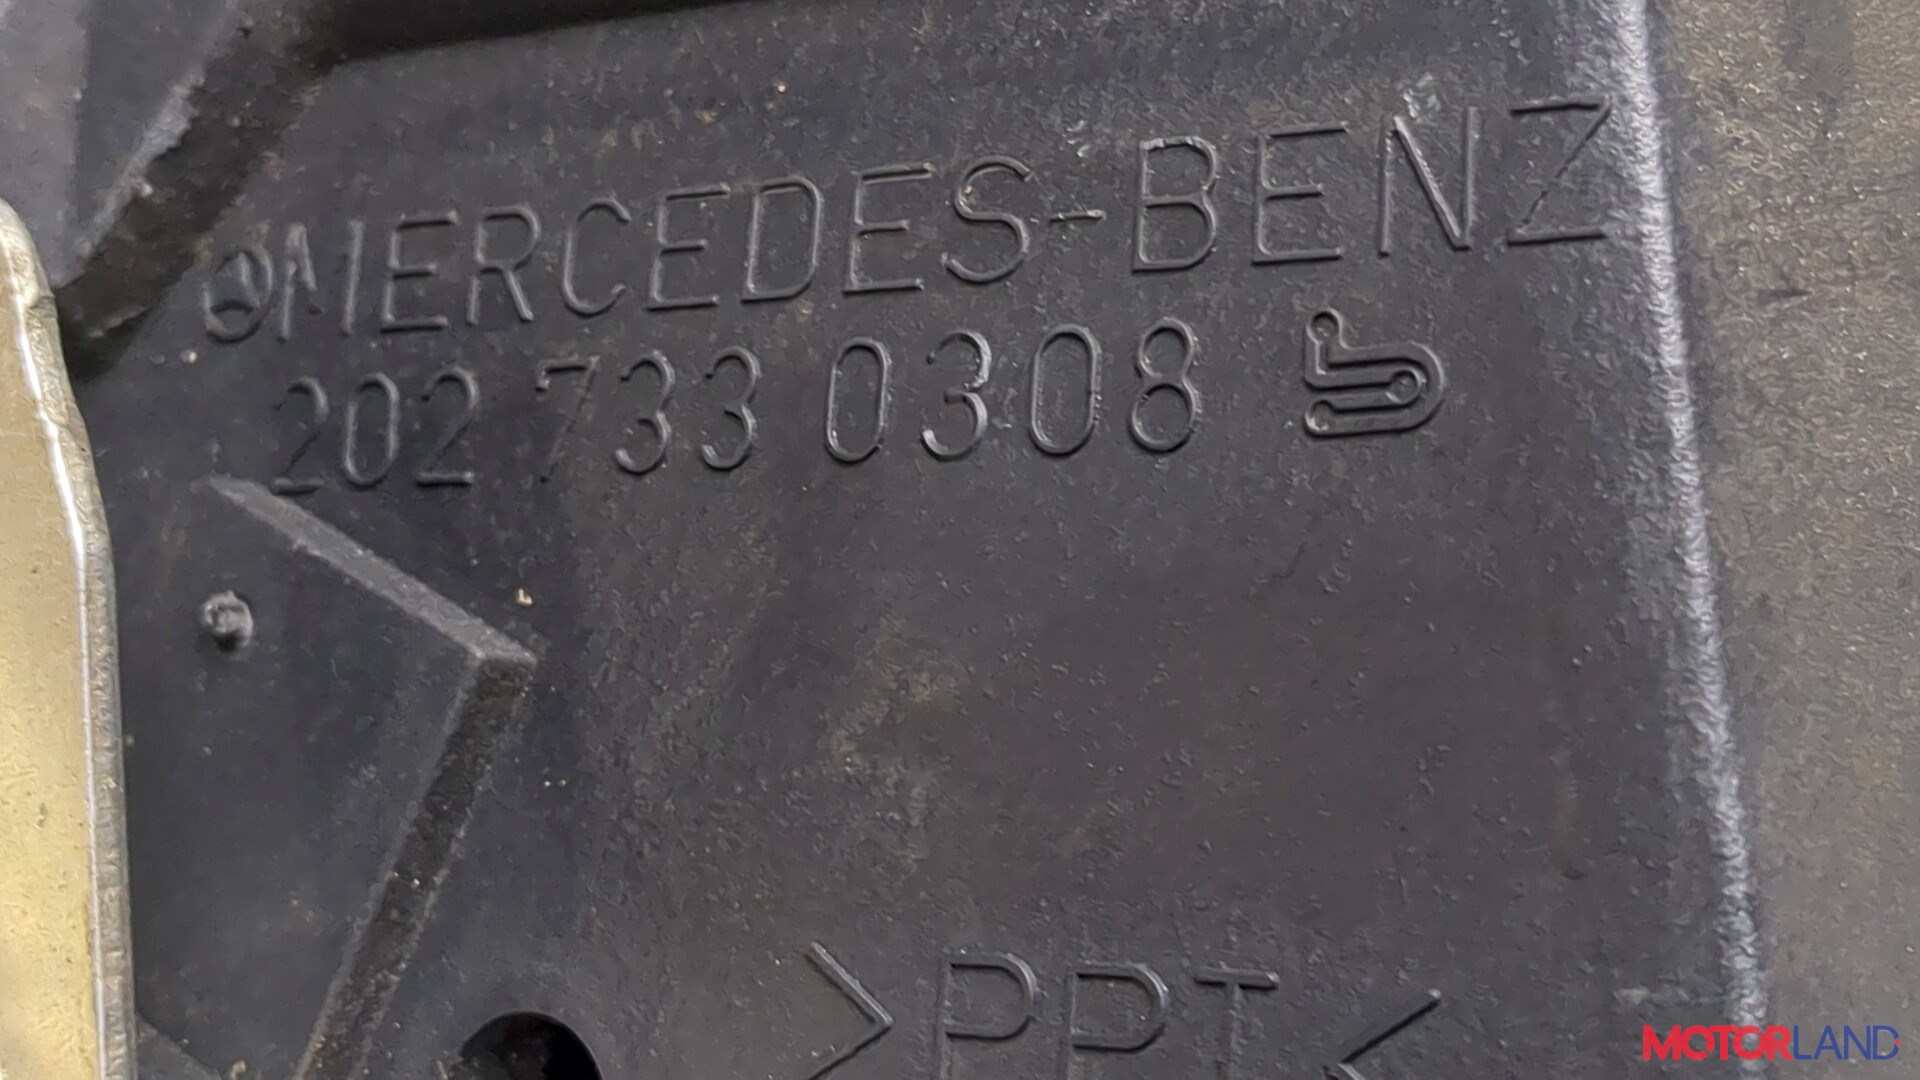 MERCEDES-BENZ
202 733 0308
>PPT<
MOTORLAND